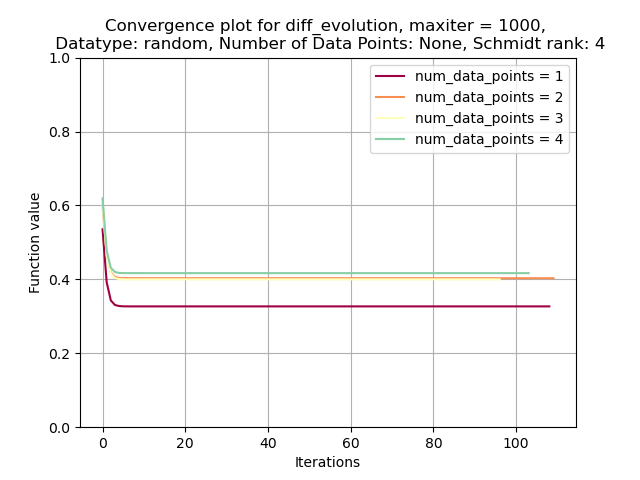 Convergence plot for diff_evolution, maxiter = 1000,
Datatype: random, Number of Data Points: None, Schmidt rank: 4
1.0
0.8
0.6
0.4
0.2
0.0
Function value
num_data_points = 1
num_data_points = 2
num_data_points = 3
num_data_points = 4
0
20
40
60
80
100
Iterations